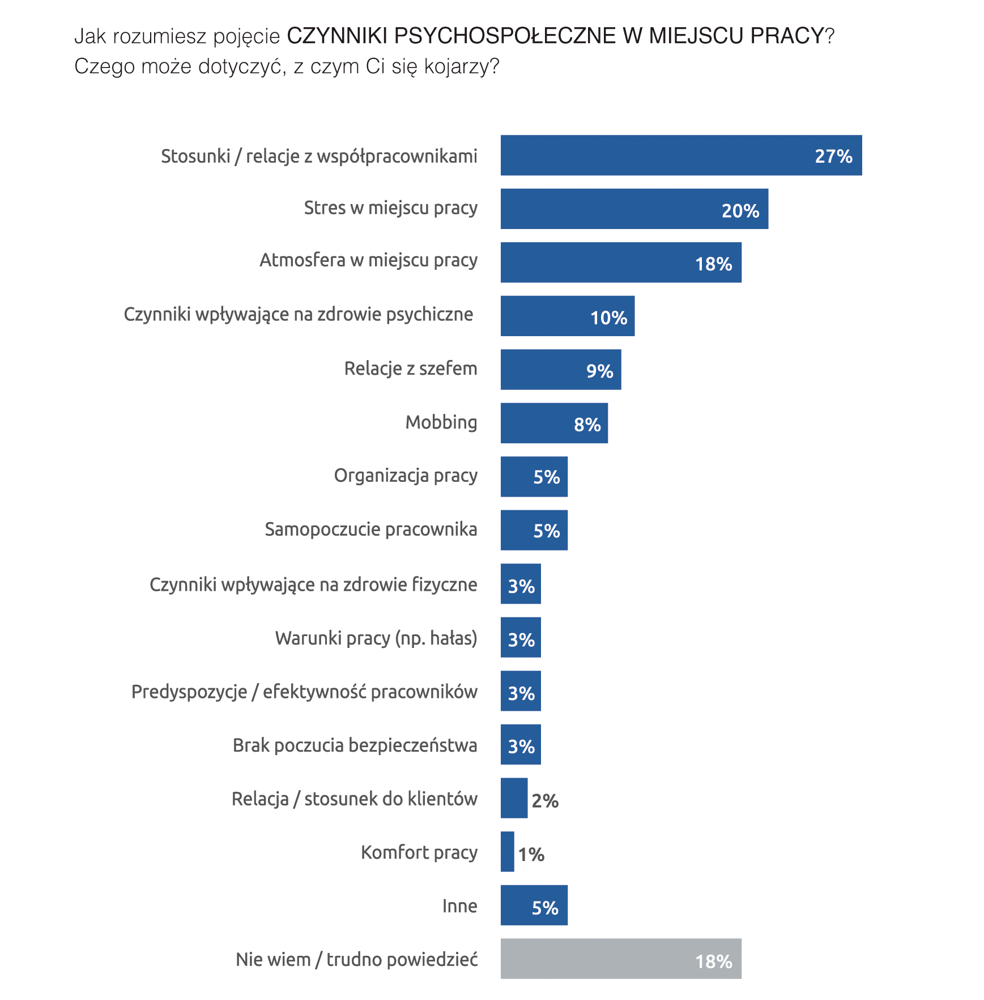 Jak rozumiesz pojęcie CZYNNIKI PSYCHOSPOŁECZNE W MIEJSCU PRACY?
Czego może dotyczyć, z czym Ci się kojarzy?
Stosunki / relacje z współpracownikami 27%
Stres w miejscu pracy 20%
Atmosfera w miejscu pracy 18%
Czynniki wpływające na zdrowie psychiczne 10%
Relacje z szefem 9%
Mobbing 8%
Organizacja pracy 5%
Samopoczucie pracownika 5%
Czynniki wpływające na zdrowie fizyczne 3%
Warunki pracy (np. hałas) 3%
Predyspozycje / efektywność pracowników 3%
Brak poczucia bezpieczeństwa 3%
Relacja / stosunek do klientów 2%
Komfort pracy 1%
Inne 5%
Nie wiem / trudno powiedzieć 18%